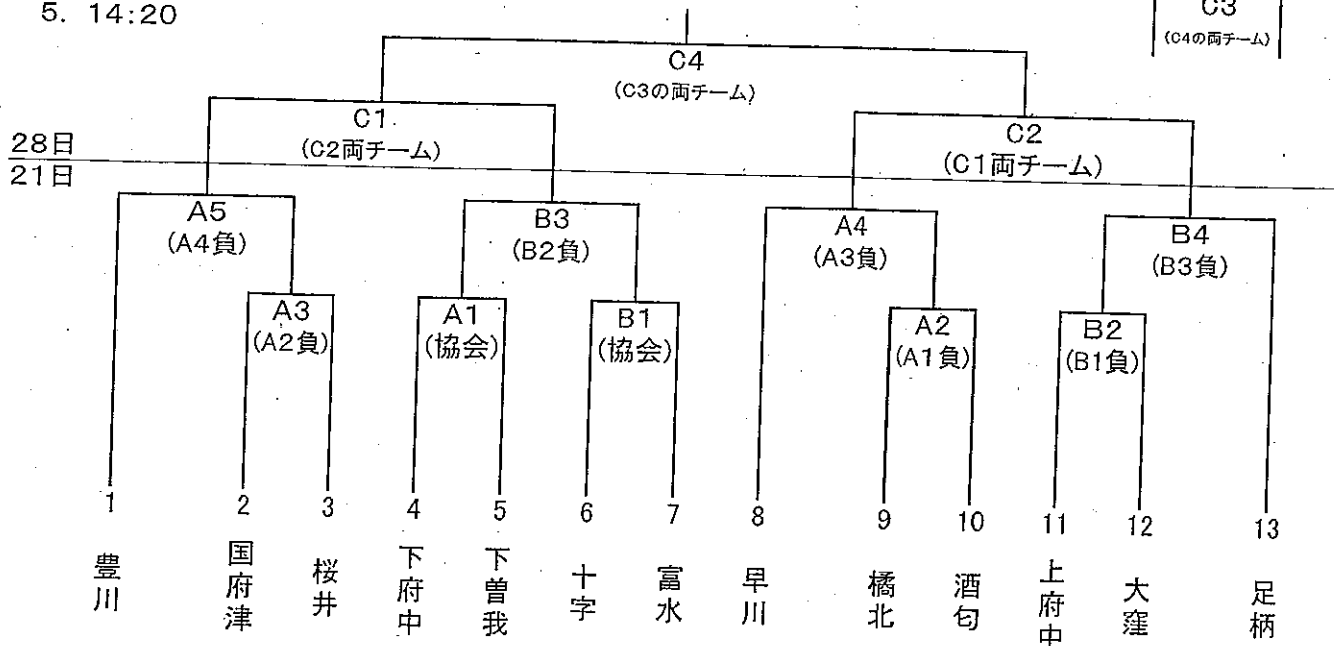 5. 14:20
C3
(C4の両チーム)
C4
(C3の両チーム)
C1
(C2両チーム)
C2
(C1両チーム)
28日
21日
A5
(A4負)
B3
(B2負)
A4
(A3負)
B4
(B3負)
A3
(A2負)
A1
(協会)
B1
(協会)
A2
(A1負)
B2
(B1負)
1 2 3 4 5 6 7 8 9 10 11 12 13
豊川
国府津
桜井
下府中
下曽我
十字
富水
早川
橘北
酒匂
上府中
大窪
足柄